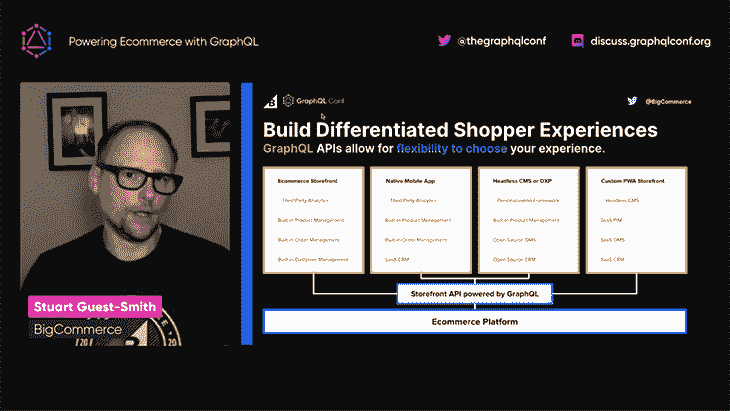 Powering Ecommerce with GraphQL
@thegraphqlconf
discuss.graphqlconf.org
GraphQL Conf
@BigCommerce
Build Differentiated Shopper Experiences
GraphQL APIs allow for flexibility to choose your experience.
Ecommerce Storefront
Third Party Analytics
Built-in Product Management
Built-in Order Management
Built-in Customer Management
Native Mobile App
Third Party Analytics
Built-in Product Management
Built-in Order Management
SaaS CRM
Headless CMS or DXP
Built-in Product Management
Open Source OMS
Open Source CRM
Custom PWA Storefront
Headless CMS
SaaS PIM
SaaS OMS
SaaS CRM
Storefront API powered by GraphQL
Ecommerce Platform
Stuart Guest-Smith
BigCommerce